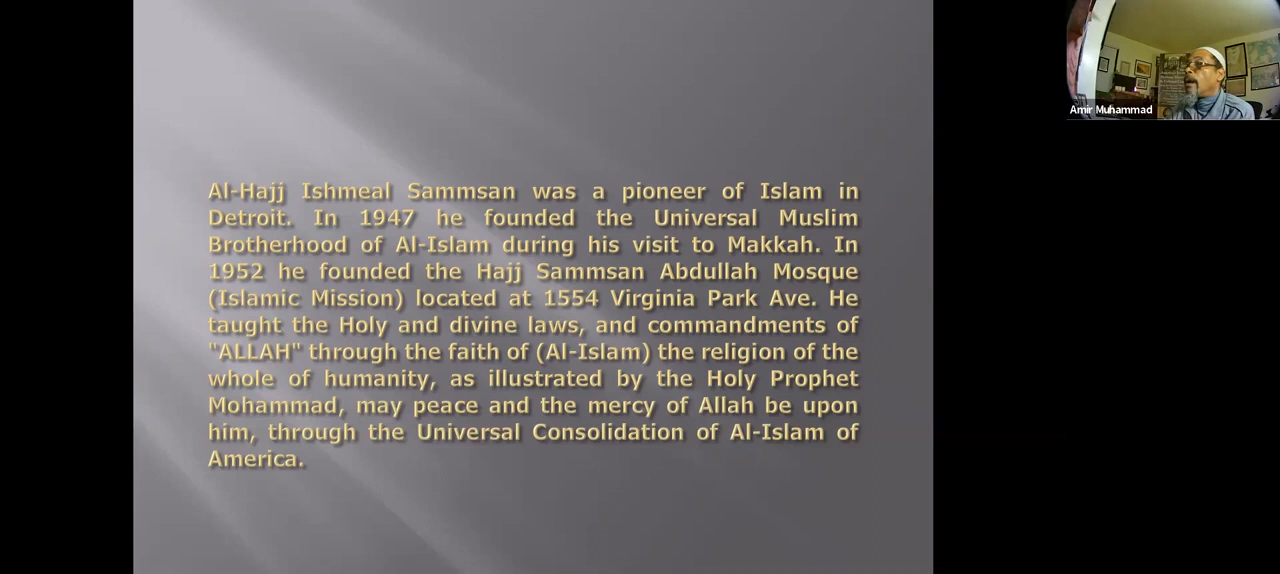 Al-Hajj Ishmeal Sammsan was a pioneer of Islam in
Detroit. In 1947 he founded the Universal Muslim
Brotherhood of Al-Islam during his visit to Makkah. In
1952 he founded the Hajj Sammsan Abdullah Mosque
(Islamic Mission) located at 1554 Virginia Park Ave. He
taught the Holy and divine laws, and commandments of
"ALLAH" through the faith of (Al-Islam) the religion of the
whole of humanity, as illustrated by the Holy Prophet
Mohammad, may peace and the mercy of Allah be upon
him, through the Universal Consolidation of Al-Islam of
America.
Amir Muhammad